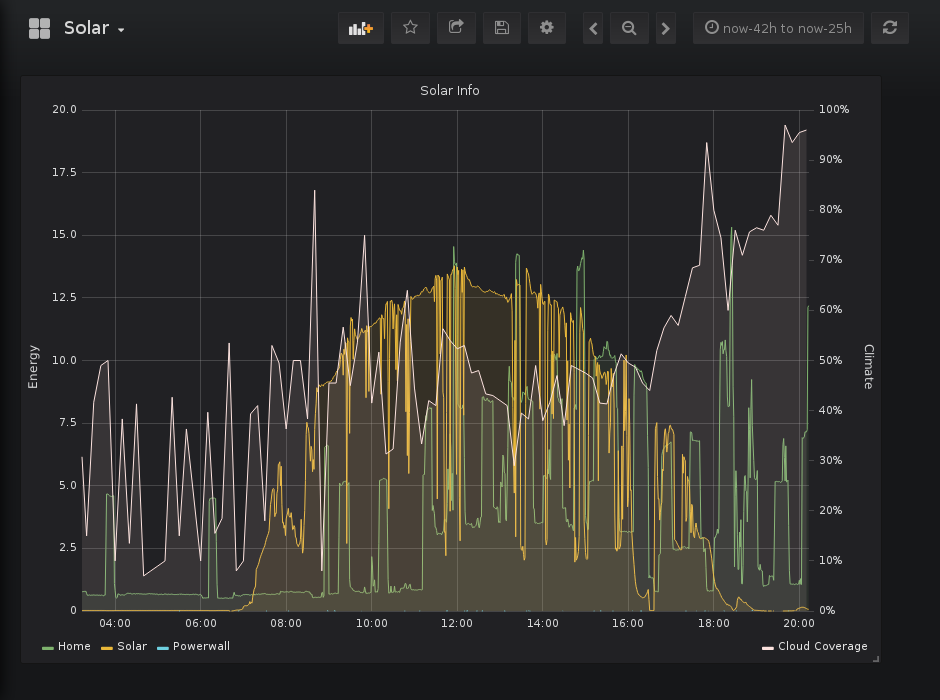 Solar
now-42h to now-25h
Solar Info
20.0
17.5
15.0
12.5
10.0
7.5
5.0
2.5
0
Energy
100%
90%
80%
70%
60%
50%
40%
30%
20%
10%
0%
Climate
04:00 06:00 08:00 10:00 12:00 14:00 16:00 18:00 20:00
Home Solar Powerwall Cloud Coverage